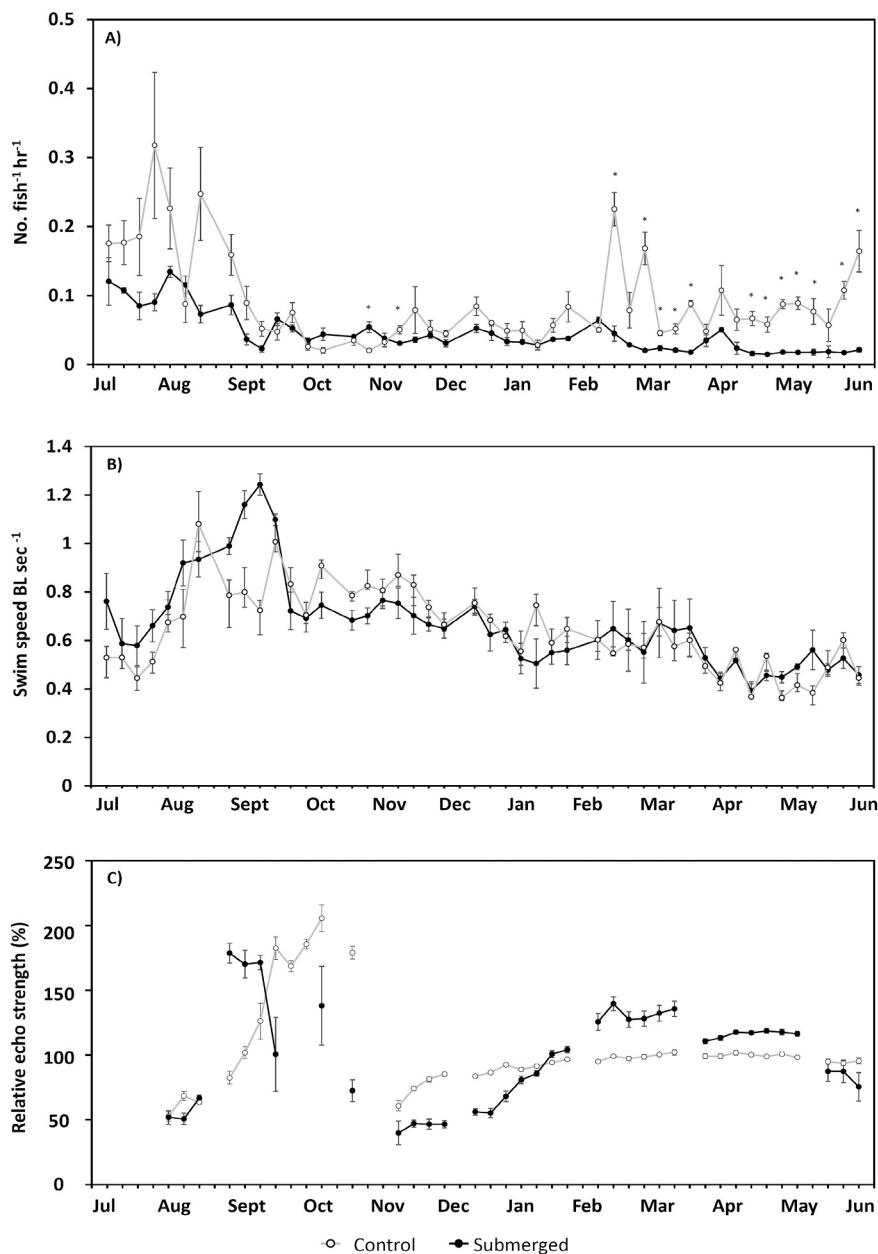 A)
0.5
0.4
0.3
0.2
0.1
0
No. fish-1 hr-1
* * * * * * * * * * * * * *
Jul Aug Sept Oct Nov Dec Jan Feb Mar Apr May Jun
B)
1.4
1.2
1
0.8
0.6
0.4
0.2
0
Swim speed BL sec -1
Jul Aug Sept Oct Nov Dec Jan Feb Mar Apr May Jun
C)
250
200
150
100
50
0
Relative echo strength (%)
Jul Aug Sept Oct Nov Dec Jan Feb Mar Apr May Jun
Control Submerged